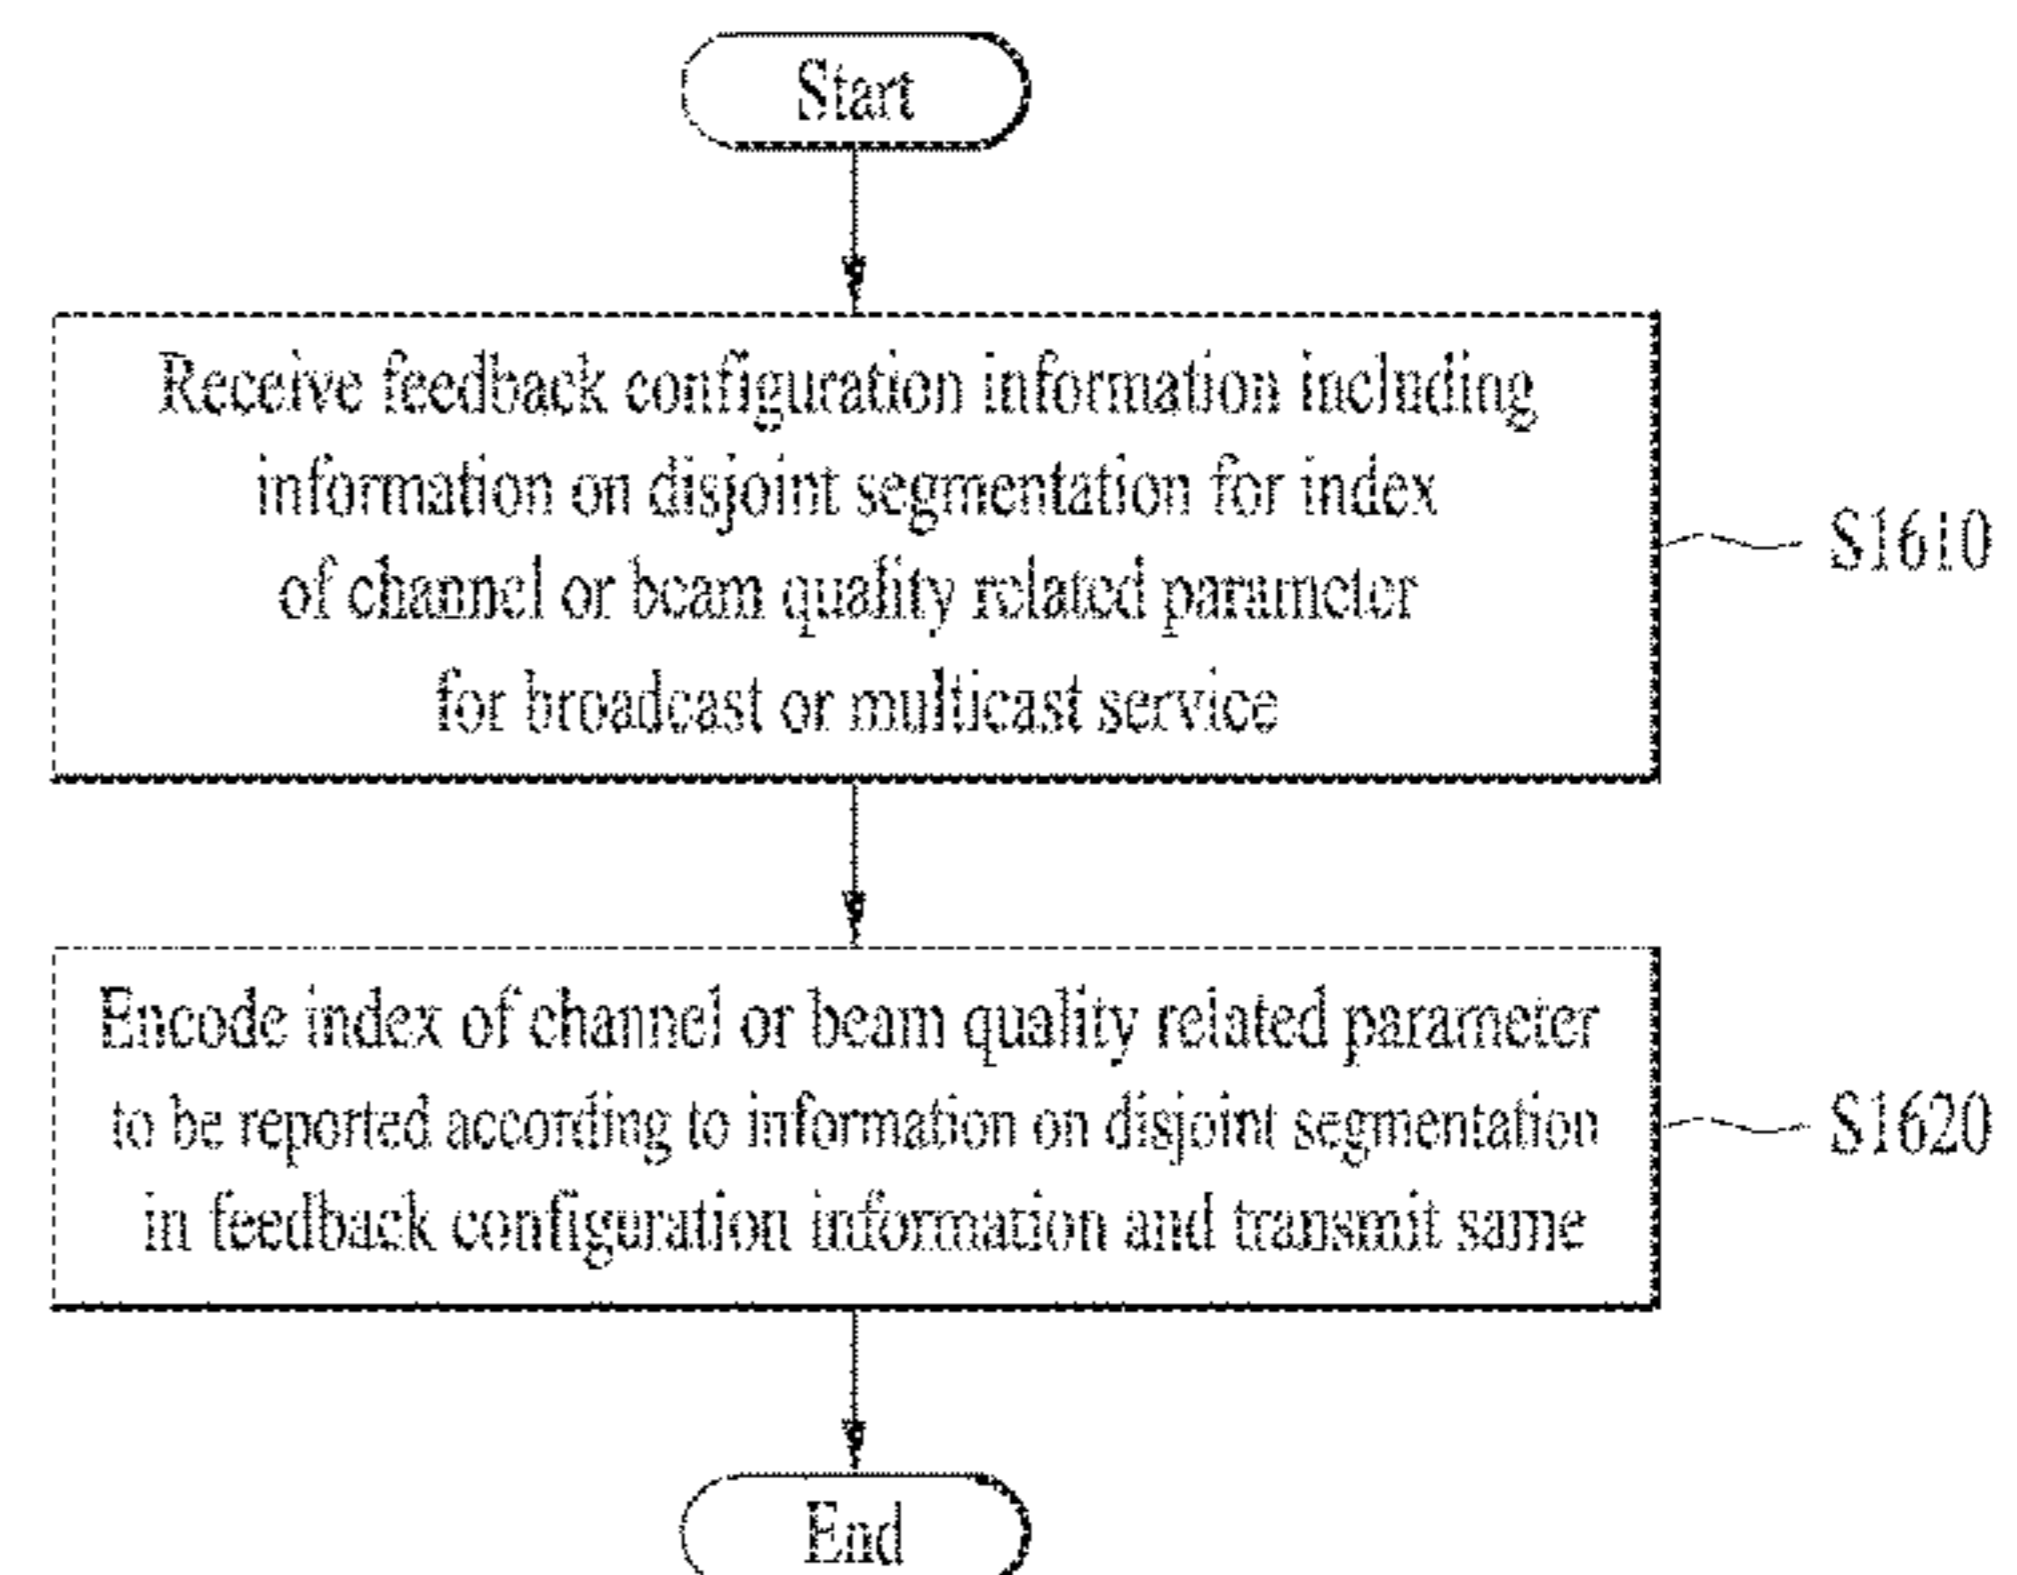 Start
Receive feedback configuration information including
information on disjoint segmentation for index
of channel or beam quality related parameter
for broadcast or multicast service
S1610
Encode index of channel or beam quality related parameter
to be reported according to information on disjoint segmentation
in feedback configuration information and transmit same
S1620
End